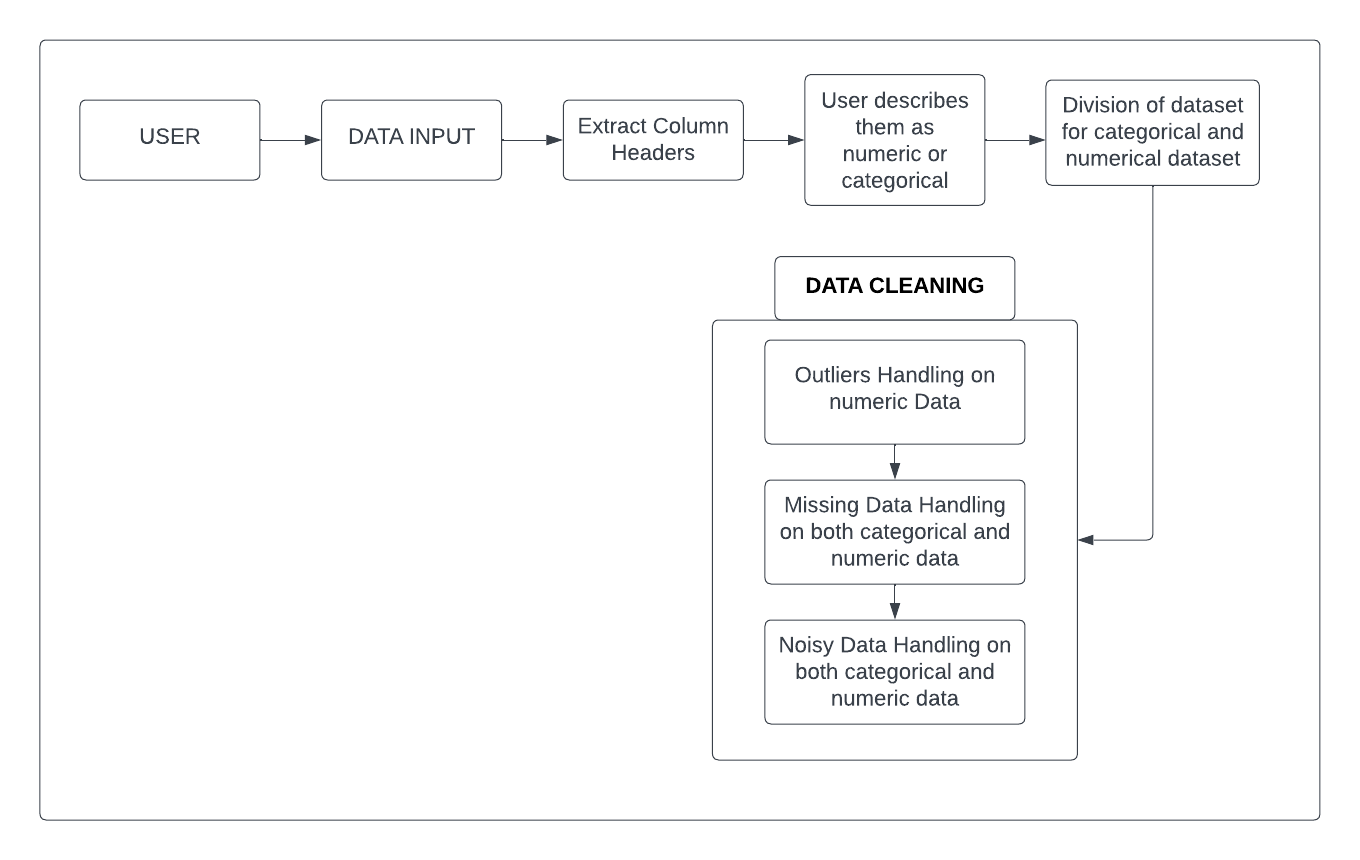 USER
DATA INPUT
Extract Column
Headers
User describes
them as
numeric or
categorical
Division of dataset
for categorical and
numerical dataset
DATA CLEANING
Outliers Handling on
numeric Data
Missing Data Handling
on both categorical and
numeric data
Noisy Data Handling on
both categorical and
numeric data